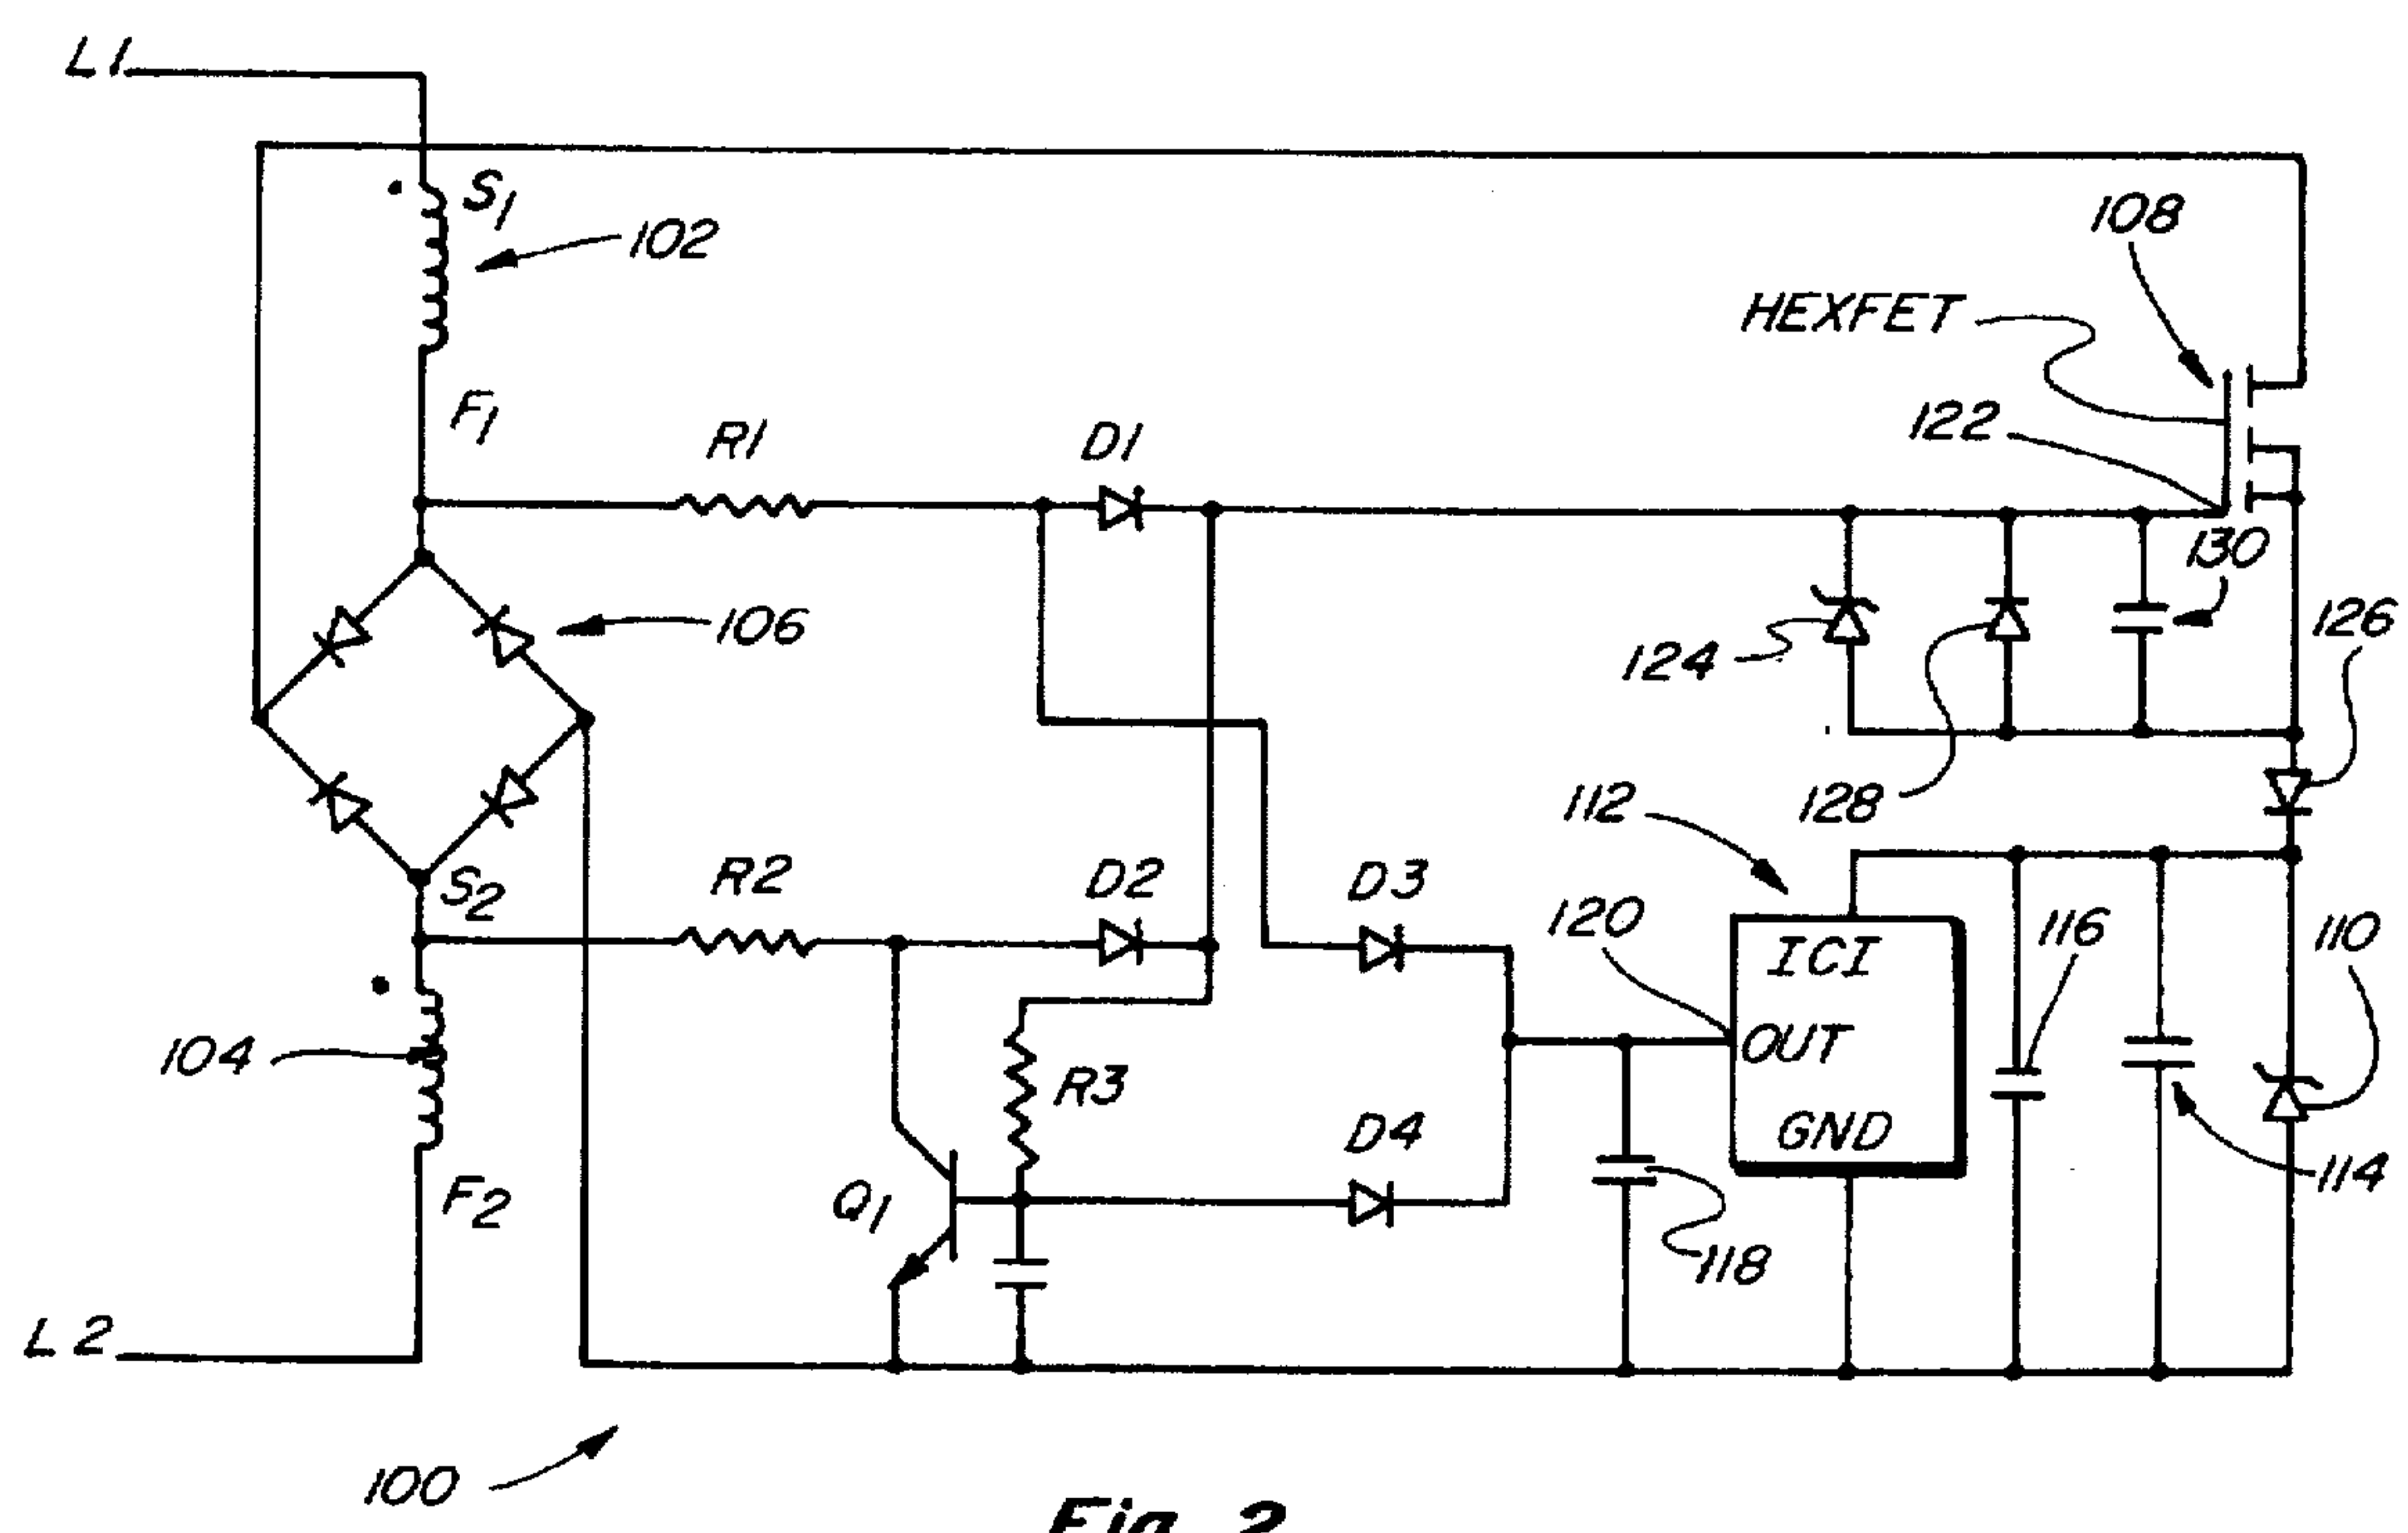 L1
S1
102
108
HEXFET
F1
R1
D1
122
130
106
124
126
128
112
S2
R2
D2
D3
120
116
110
ICI
OUT
GND
104
R3
D4
114
F2
Q1
118
L2
100
Fig. 2